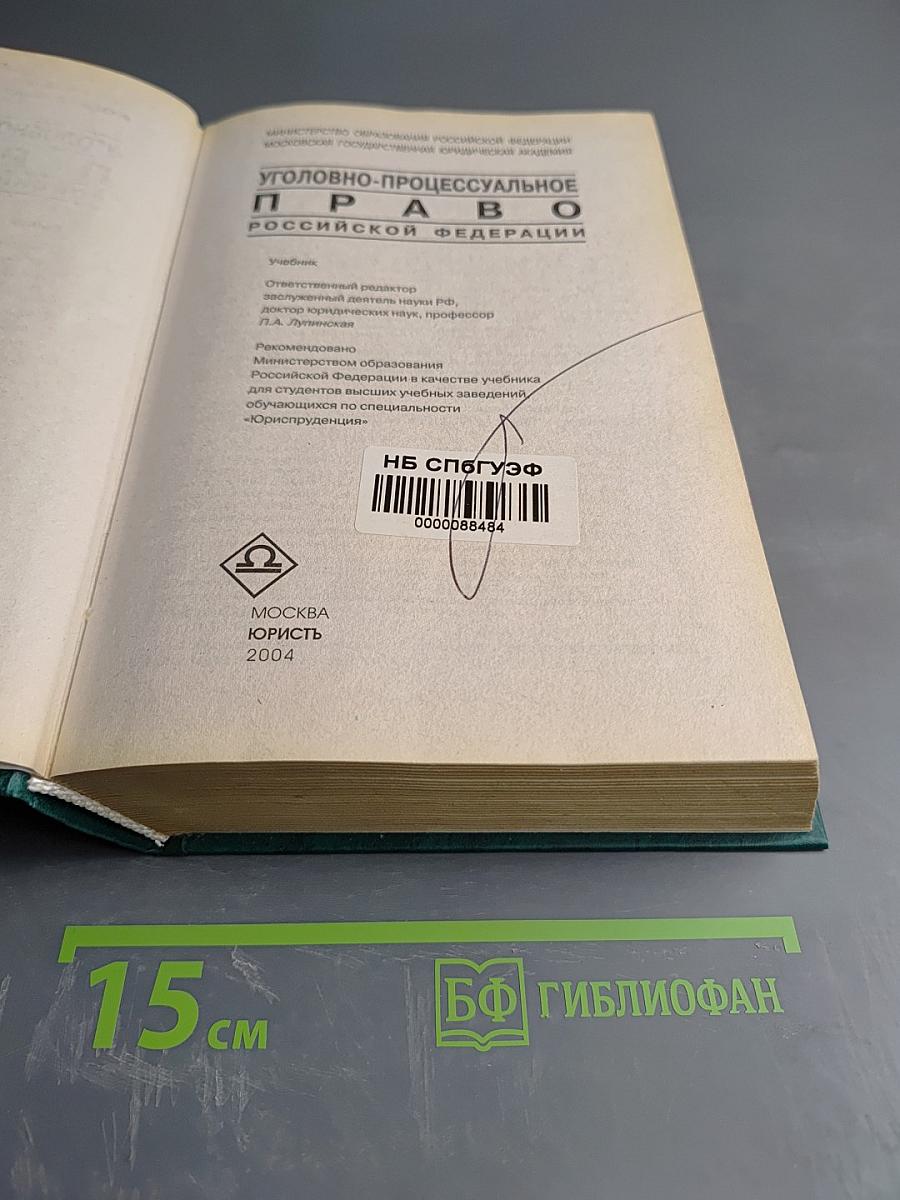 МИНИСТЕРСТВО ОБРАЗОВАНИЯ РОССИЙСКОЙ ФЕДЕРАЦИИ
МОСКОВСКАЯ ГОСУДАРСТВЕННАЯ ЮРИДИЧЕСКАЯ АКАДЕМИЯ
УГОЛОВНО-ПРОЦЕССУАЛЬНОЕ
ПРАВО
РОССИЙСКОЙ ФЕДЕРАЦИИ
Учебник
Ответственный редактор
заслуженный деятель науки РФ,
доктор юридических наук, профессор
П.А. Лупинская
Рекомендовано
Министерством образования
Российской Федерации в качестве учебника
для студентов высших учебных заведений,
обучающихся по специальности
«Юриспруденция»
НБ СПбГУЭФ
0000088484
МОСКВА
ЮРИСТЪ
2004
15 см
БФ ГИБЛИОФАН